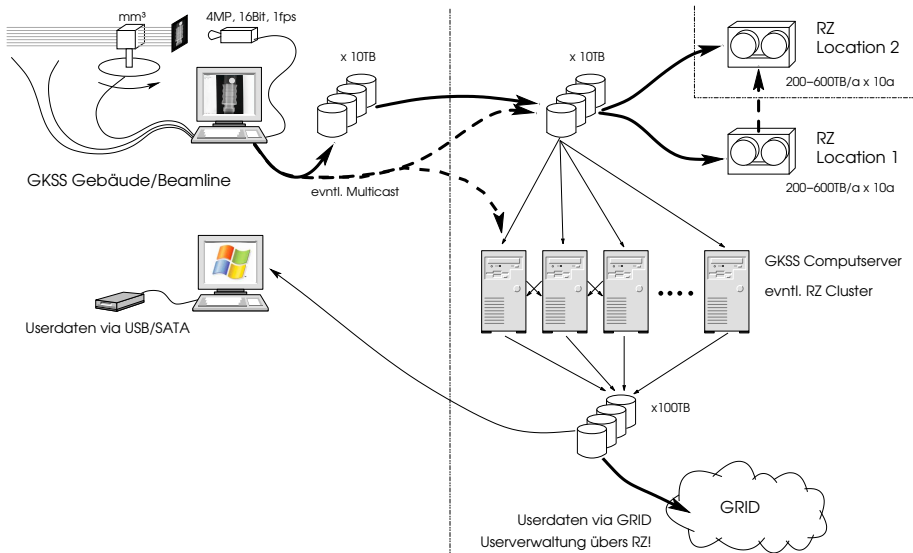 mm³
4MP, 16Bit, 1fps
x 10TB
x 10TB
RZ
Location 2
200–600TB/a x 10a
RZ
Location 1
200–600TB/a x 10a
GKSS Gebäude/Beamline
evntl. Multicast
GKSS Computserver
evntl. RZ Cluster
Userdaten via USB/SATA
x100TB
GRID
Userdaten via GRID
Userverwaltung übers RZ!